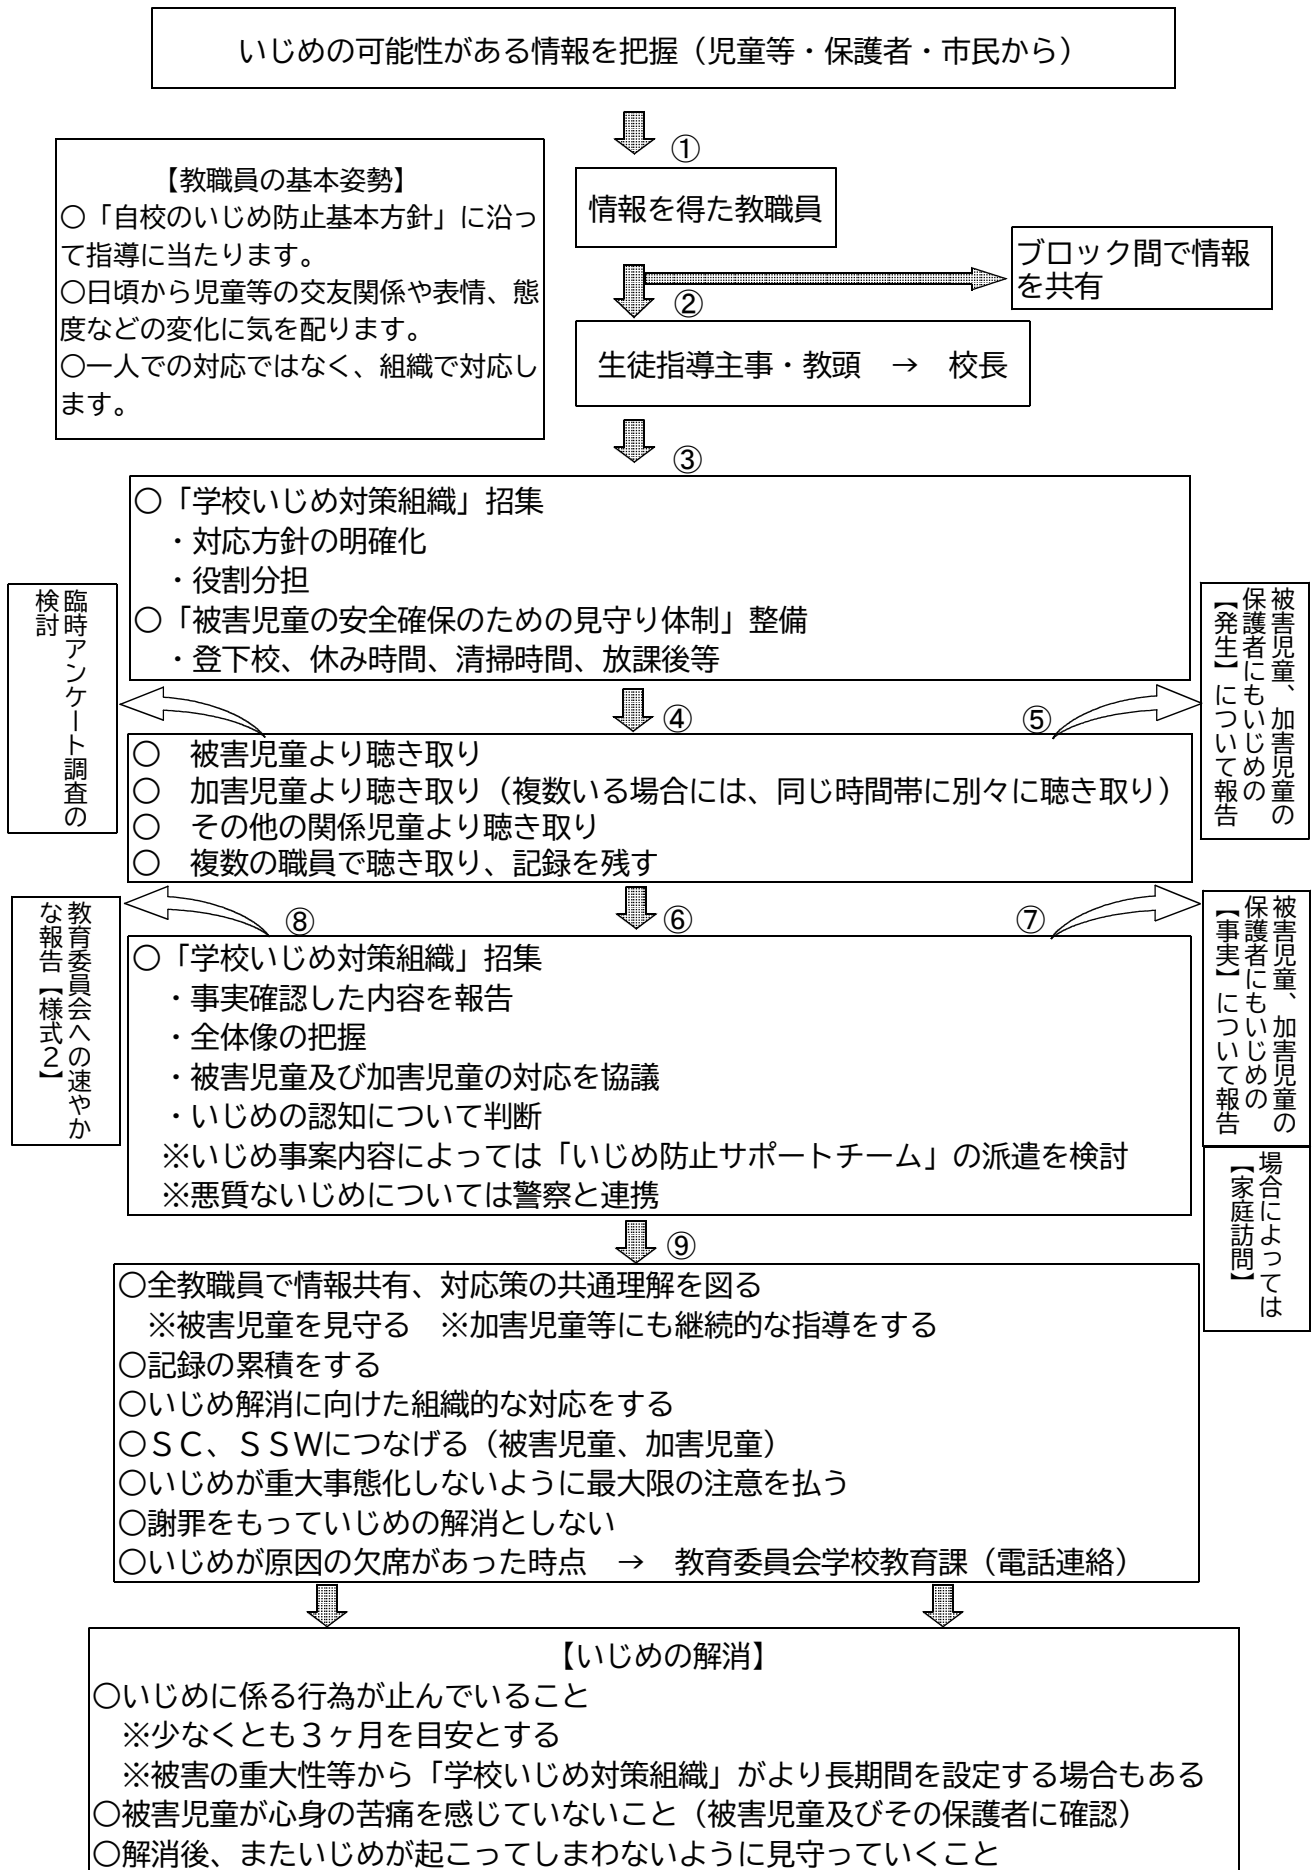 いじめの可能性がある情報を把握（児童等・保護者・市民から）
①
【教職員の基本姿勢】
〇「自校のいじめ防止基本方針」に沿っ
て指導に当たります。
〇日頃から児童等の交友関係や表情、態
度などの変化に気を配ります。
〇一人での対応ではなく、組織で対応し
ます。
情報を得た教職員
ブロック間で情報
を共有
②
生徒指導主事・教頭　→　校長
③
〇「学校いじめ対策組織」招集
・対応方針の明確化
・役割分担
〇「被害児童の安全確保のための見守り体制」整備
・登下校、休み時間、清掃時間、放課後等
臨時アンケート調査の
検討
被害児童、加害児童の
保護者にもいじめの
【発生】について報告
④
⑤
〇　被害児童より聴き取り
〇　加害児童より聴き取り（複数いる場合には、同じ時間帯に別々に聴き取り）
〇　その他の関係児童より聴き取り
〇　複数の職員で聴き取り、記録を残す
教育委員会への速やか
な報告【様式２】
⑧
⑥
⑦
被害児童、加害児童の
保護者にもいじめの
【事実】について報告
〇「学校いじめ対策組織」招集
・事実確認した内容を報告
・全体像の把握
・被害児童及び加害児童の対応を協議
・いじめの認知について判断
※いじめ事案内容によっては「いじめ防止サポートチーム」の派遣を検討
※悪質ないじめについては警察と連携
場合によっては
【家庭訪問】
⑨
〇全教職員で情報共有、対応策の共通理解を図る
※被害児童を見守る　※加害児童等にも継続的な指導をする
〇記録の累積をする
〇いじめ解消に向けた組織的な対応をする
〇ＳＣ、ＳＳＷにつなげる（被害児童、加害児童）
〇いじめが重大事態化しないように最大限の注意を払う
〇謝罪をもっていじめの解消としない
〇いじめが原因の欠席があった時点　→　教育委員会学校教育課（電話連絡）
【いじめの解消】
〇いじめに係る行為が止んでいること
※少なくとも３ヶ月を目安とする
※被害の重大性等から「学校いじめ対策組織」がより長期間を設定する場合もある
〇被害児童が心身の苦痛を感じていないこと（被害児童及びその保護者に確認）
〇解消後、またいじめが起こってしまわないように見守っていくこと